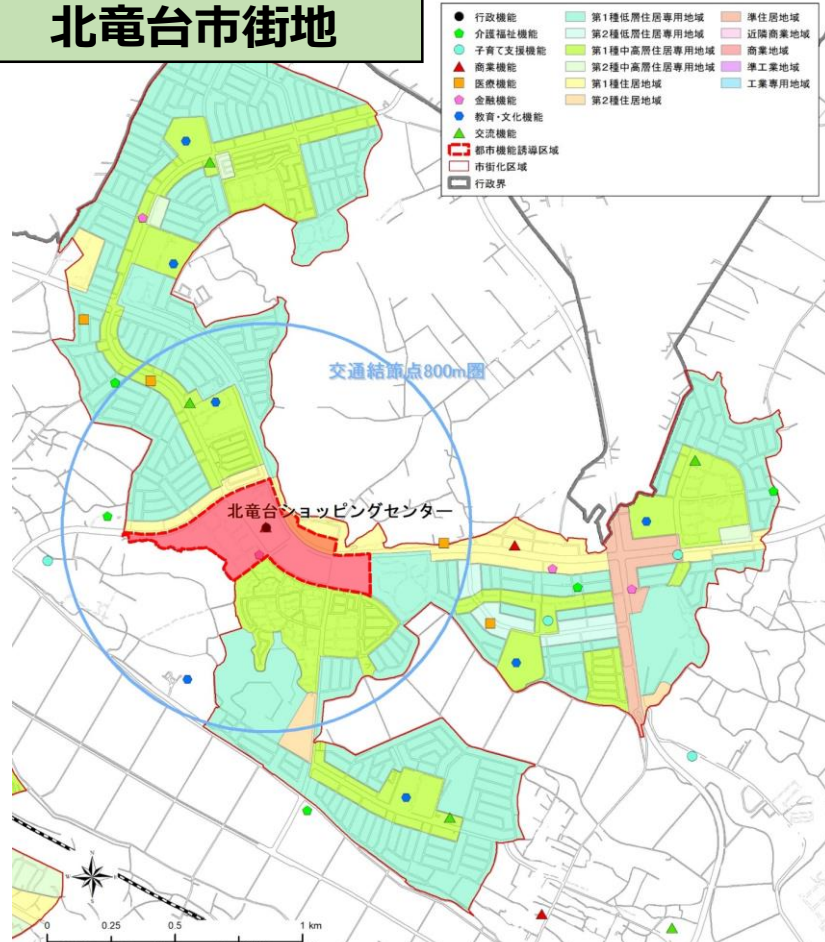 北竜台市街地
行政機能
介護福祉機能
子育て支援機能
商業機能
医療機能
金融機能
教育・文化機能
交流機能
都市機能誘導区域
市街化区域
行政界
第1種低層住居専用地域
第2種低層住居専用地域
第1種中高層住居専用地域
第2種中高層住居専用地域
第1種住居地域
第2種住居地域
準住居地域
近隣商業地域
商業地域
準工業地域
工業専用地域
交通結節点800m圏
北竜台ショッピングセンター
N
0 0.25 0.5 1 km